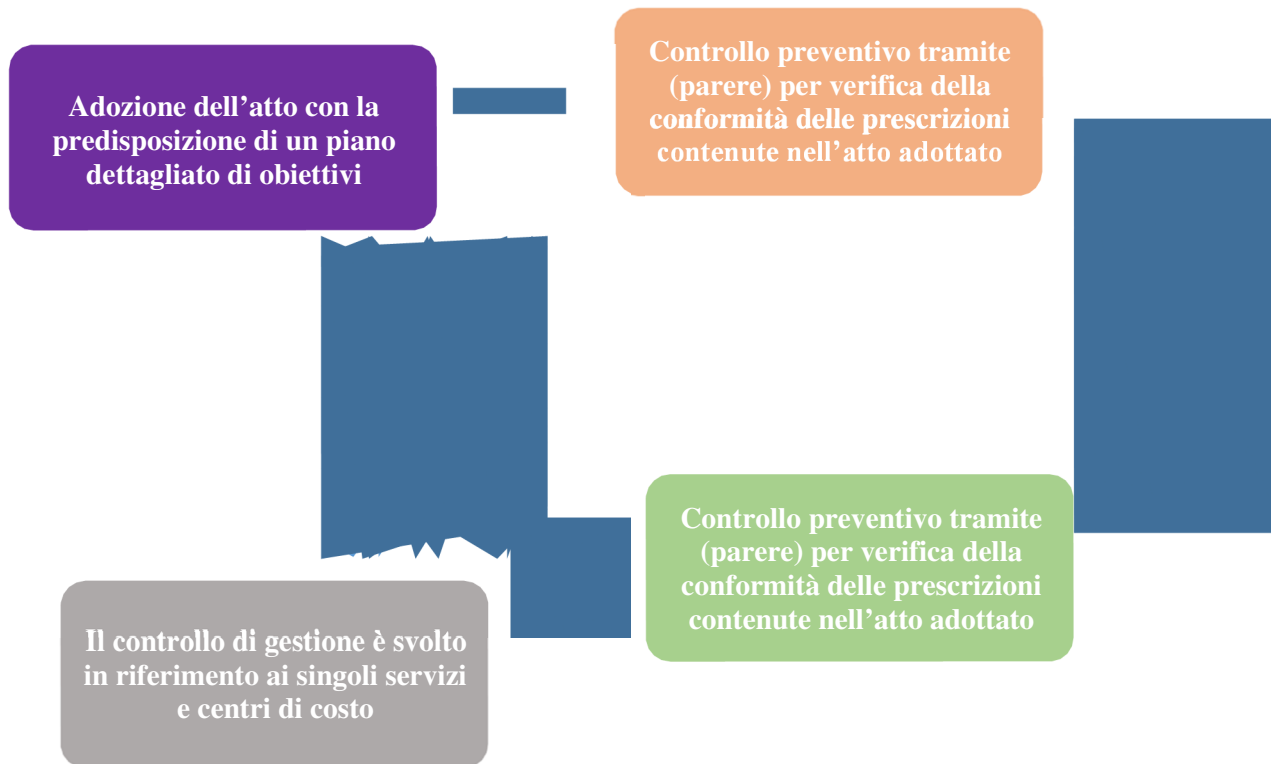 Adozione dell'atto con la
predisposizione di un piano
dettagliato di obiettivi
Controllo preventivo tramite
(parere) per verifica della
conformità delle prescrizioni
contenute nell'atto adottato
Controllo preventivo tramite
(parere) per verifica della
conformità delle prescrizioni
contenute nell'atto adottato
Il controllo di gestione è svolto
in riferimento ai singoli servizi
e centri di costo